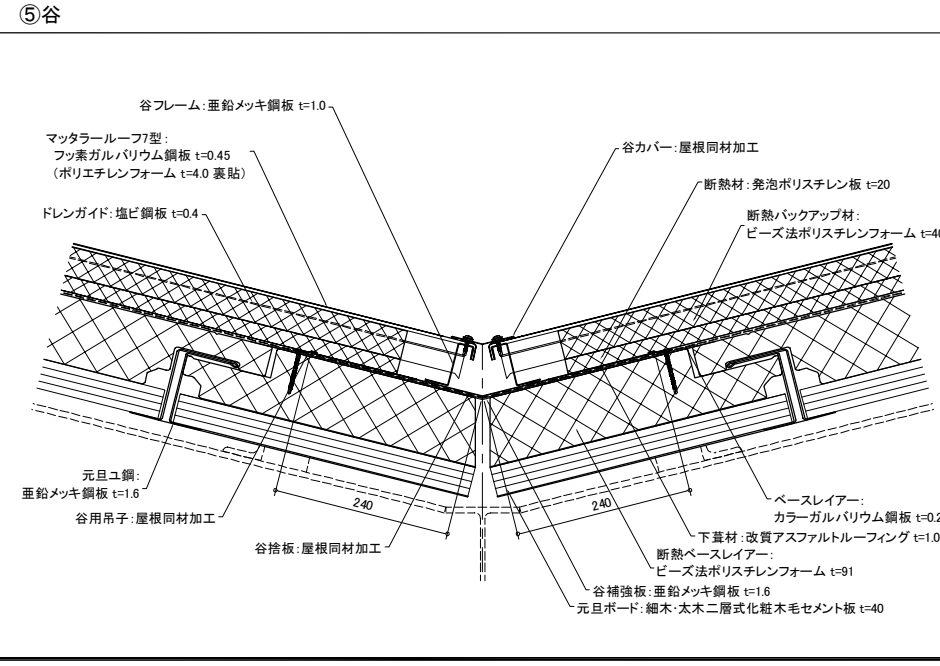 ⑤谷
谷フレーム：亜鉛メッキ鋼板 t=1.0
マッタラールーフ7型：
フッ素ガルバリウム鋼板 t=0.45
（ポリエチレンフォーム t=4.0 裏貼）
ドレンガイド：塩ビ鋼板 t=0.4
谷カバー：屋根同材加工
断熱材：発泡ポリスチレン板 t=20
断熱バックアップ材：
ビーズ法ポリスチレンフォーム t=40
元旦ユ鋼：
亜鉛メッキ鋼板 t=1.6
谷用吊子：屋根同材加工
240
谷捨板：屋根同材加工
240
ベースレイアー：
カラーガルバリウム鋼板 t=0.2
下葺材：改質アスファルトルーフィング t=1.0
断熱ベースレイアー：
ビーズ法ポリスチレンフォーム t=91
谷補強板：亜鉛メッキ鋼板 t=1.6
元旦ボード：細木・太木二層式化粧木毛セメント板 t=40